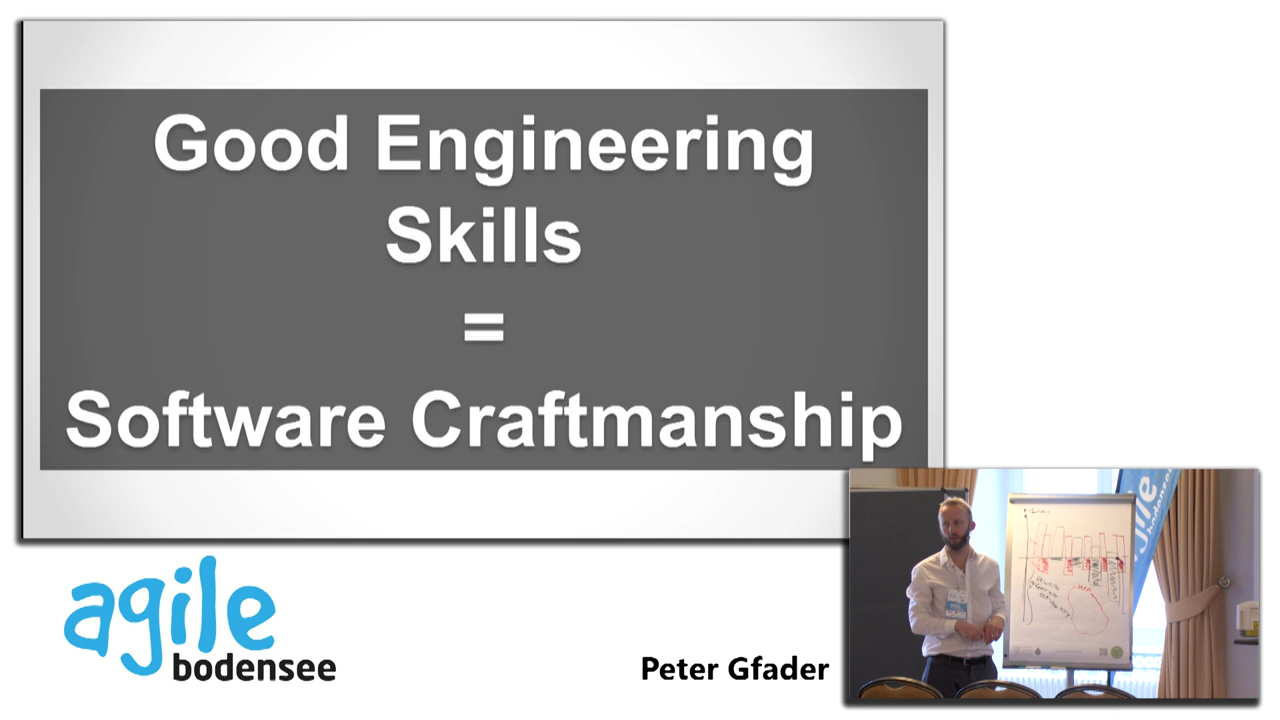 Good Engineering
Skills
=
Software Craftmanship
agile
bodensee
Peter Gfader